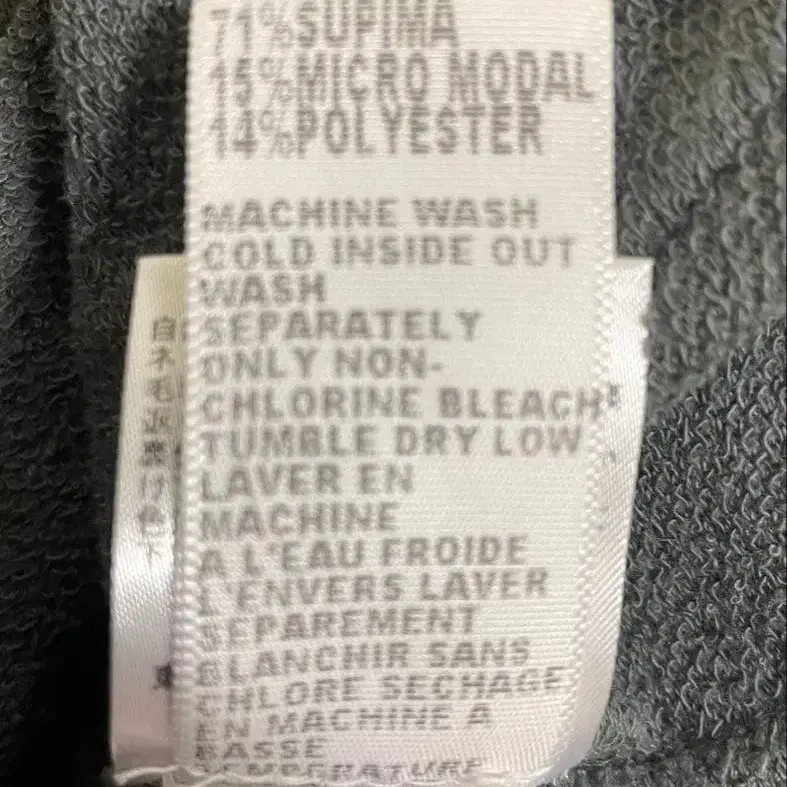 71%SUPIMA
15%MICRO MODAL
14%POLYESTER
MACHINE WASH
COLD INSIDE OUT
WASH
SEPARATELY
ONLY NON-
CHLORINE BLEACH
TUMBLE DRY LOW
LAVER EN
MACHINE
A L'EAU FROIDE
L'ENVERS LAVER
SEPAREMENT
BLANCHIR SANS
CHLORE SECHAGE
EN MACHINE A
BASSE
TEMPERATURE